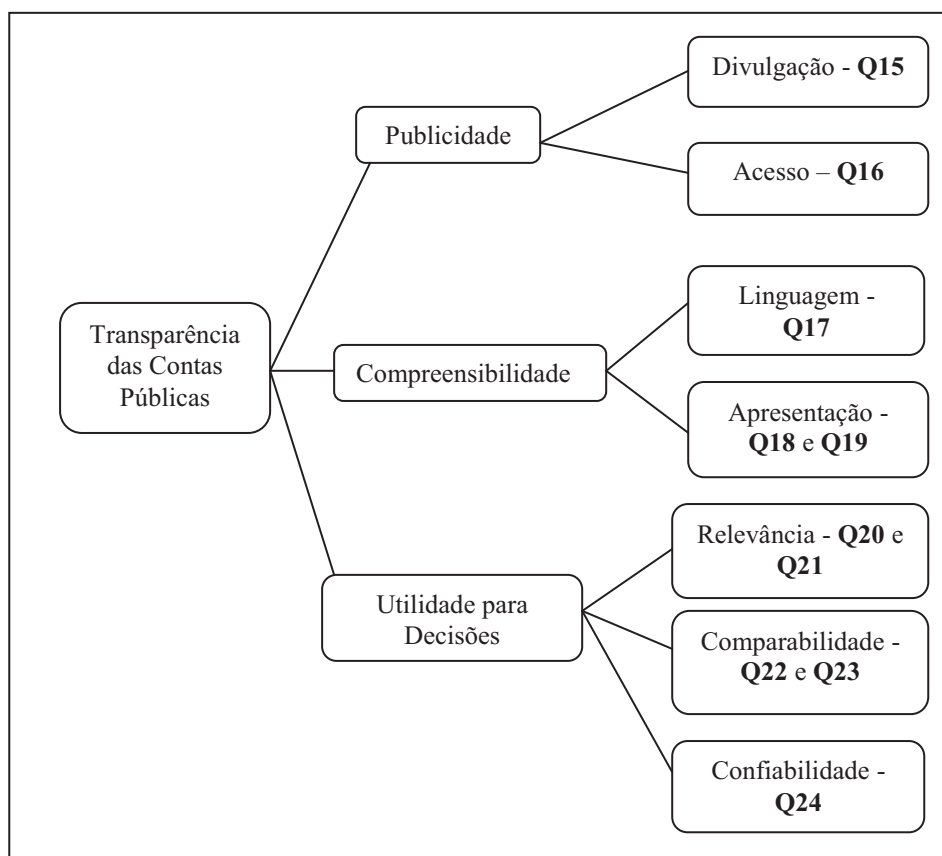 Transparência
das Contas
Públicas
Publicidade
Divulgação - Q15
Acesso – Q16
Compreensibilidade
Linguagem -
Q17
Apresentação -
Q18 e Q19
Utilidade para
Decisões
Relevância - Q20 e
Q21
Comparabilidade -
Q22 e Q23
Confiabilidade -
Q24